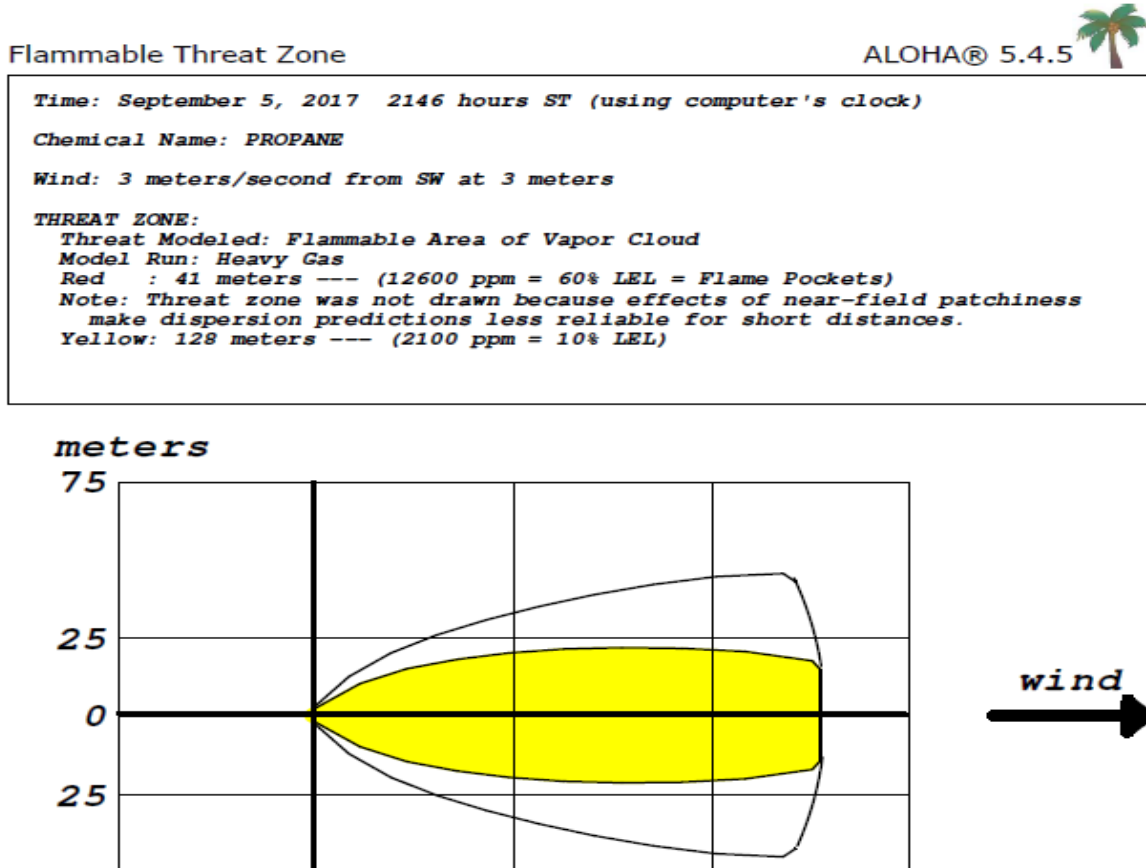 Flammable Threat Zone
ALOHA® 5.4.5
Time: September 5, 2017  2146 hours ST (using computer's clock)
Chemical Name: PROPANE
Wind: 3 meters/second from SW at 3 meters
THREAT ZONE:
Threat Modeled: Flammable Area of Vapor Cloud
Model Run: Heavy Gas
Red   : 41 meters --- (12600 ppm = 60% LEL = Flame Pockets)
Note: Threat zone was not drawn because effects of near-field patchiness
make dispersion predictions less reliable for short distances.
Yellow: 128 meters --- (2100 ppm = 10% LEL)
meters
75
25
wind
0
25